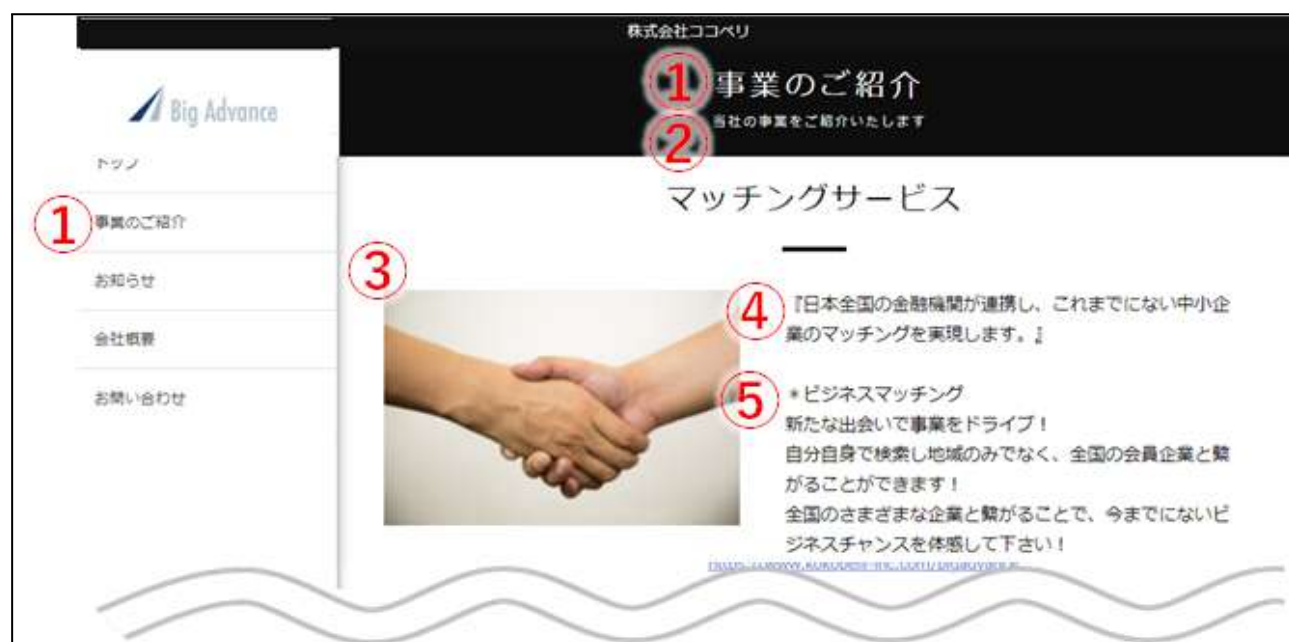 株式会社ココペリ
① 事業のご紹介
② 当社の事業をご紹介いたします
Big Advance
トップ
① 事業のご紹介
お知らせ
会社概要
お問い合わせ
マッチングサービス
③
④ 『日本全国の金融機関が連携し、これまでにない中小企
業のマッチングを実現します。』
⑤ *ビジネスマッチング
新たな出会いで事業をドライブ！
自分自身で検索し地域のみでなく、全国の会員企業と繋
がることができます！
全国のさまざまな企業と繋がることで、今までにないビ
ジネスチャンスを体感して下さい！
https://www.kokopelli-inc.com/bigadvance